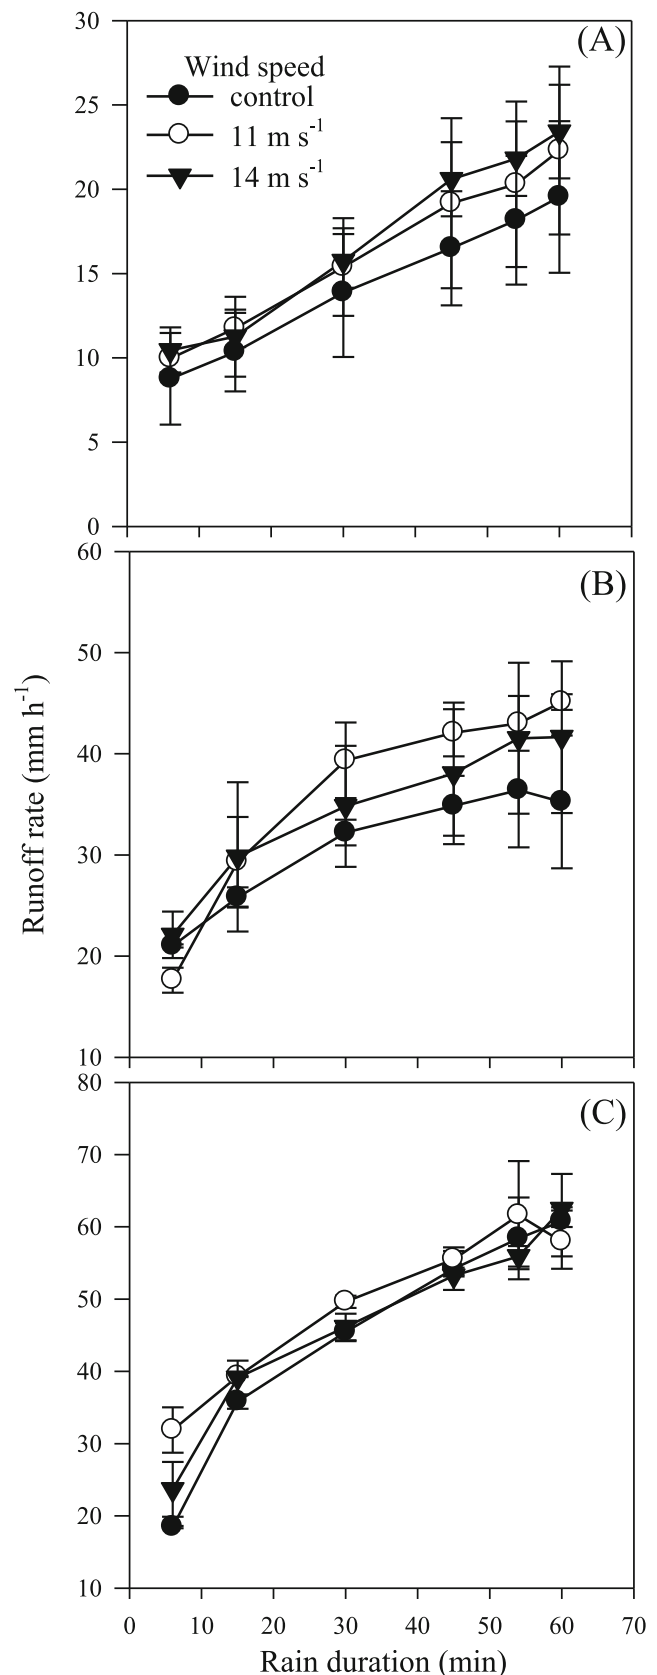 30
(A)
Wind speed
control
11 m s⁻¹
14 m s⁻¹
25
20
15
10
5
0
60
(B)
50
40
30
20
10
Runoff rate (mm h⁻¹)
80
(C)
70
60
50
40
30
20
10
0 10 20 30 40 50 60 70
Rain duration (min)